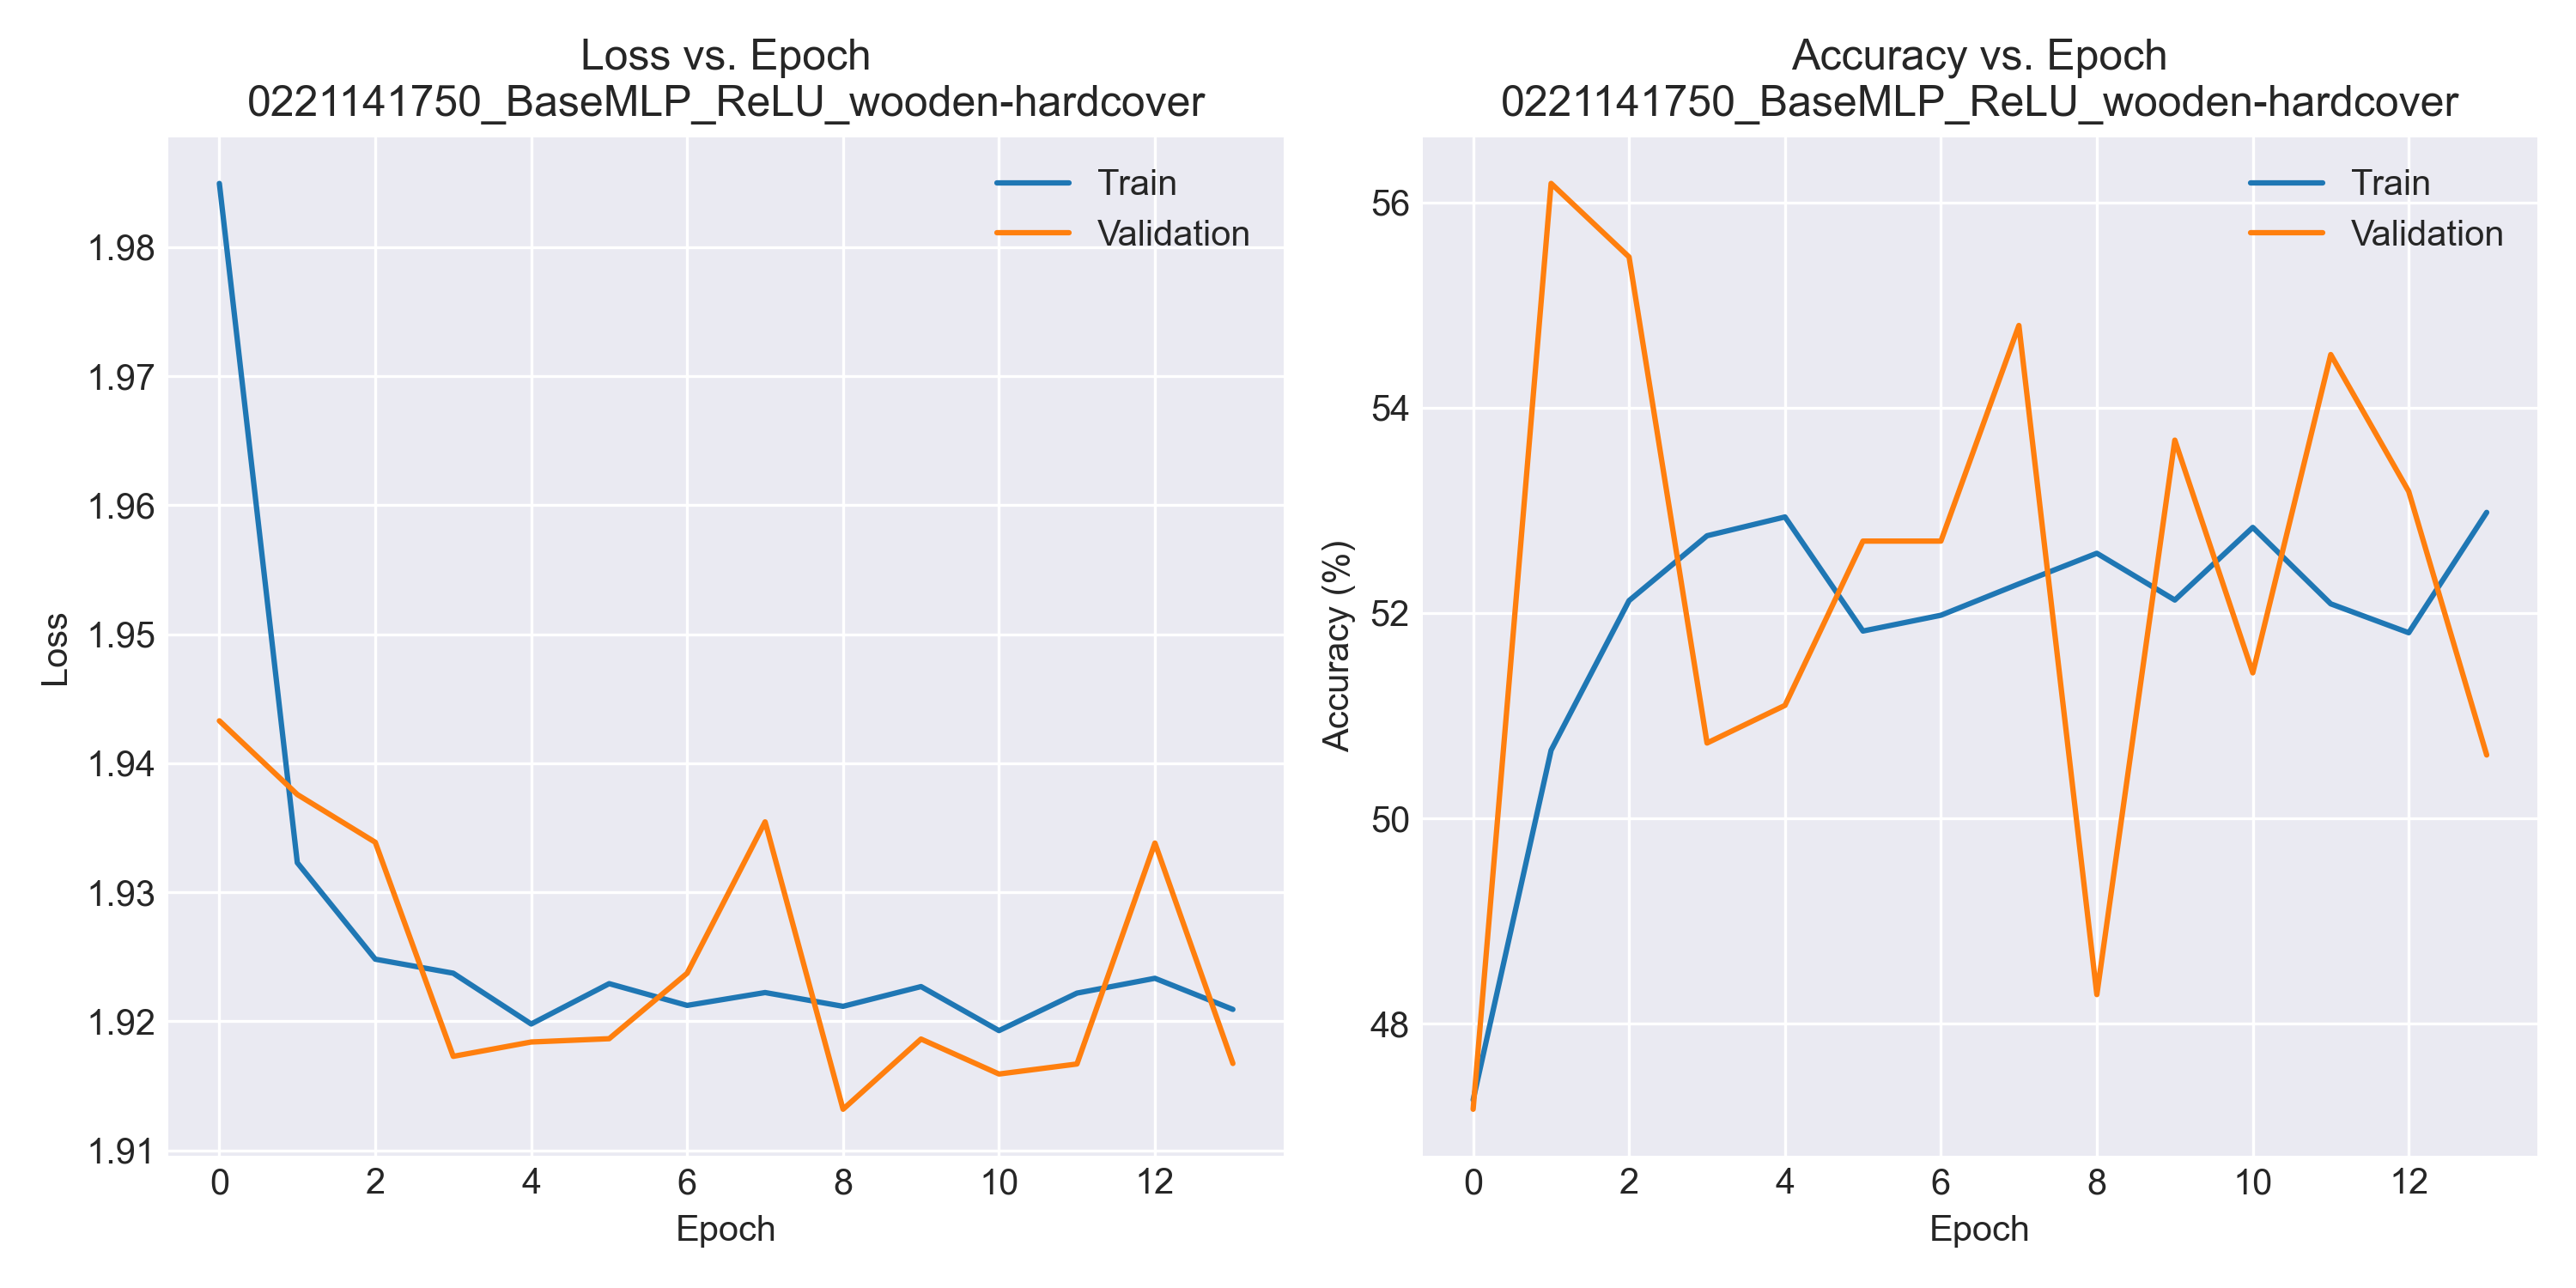 Loss vs. Epoch
0221141750_BaseMLP_ReLU_wooden-hardcover
Train
Validation
1.98
1.97
1.96
1.95
1.94
1.93
1.92
1.91
Loss
0 2 4 6 8 10 12
Epoch
Accuracy vs. Epoch
0221141750_BaseMLP_ReLU_wooden-hardcover
Train
Validation
56
54
52
50
48
Accuracy (%)
0 2 4 6 8 10 12
Epoch